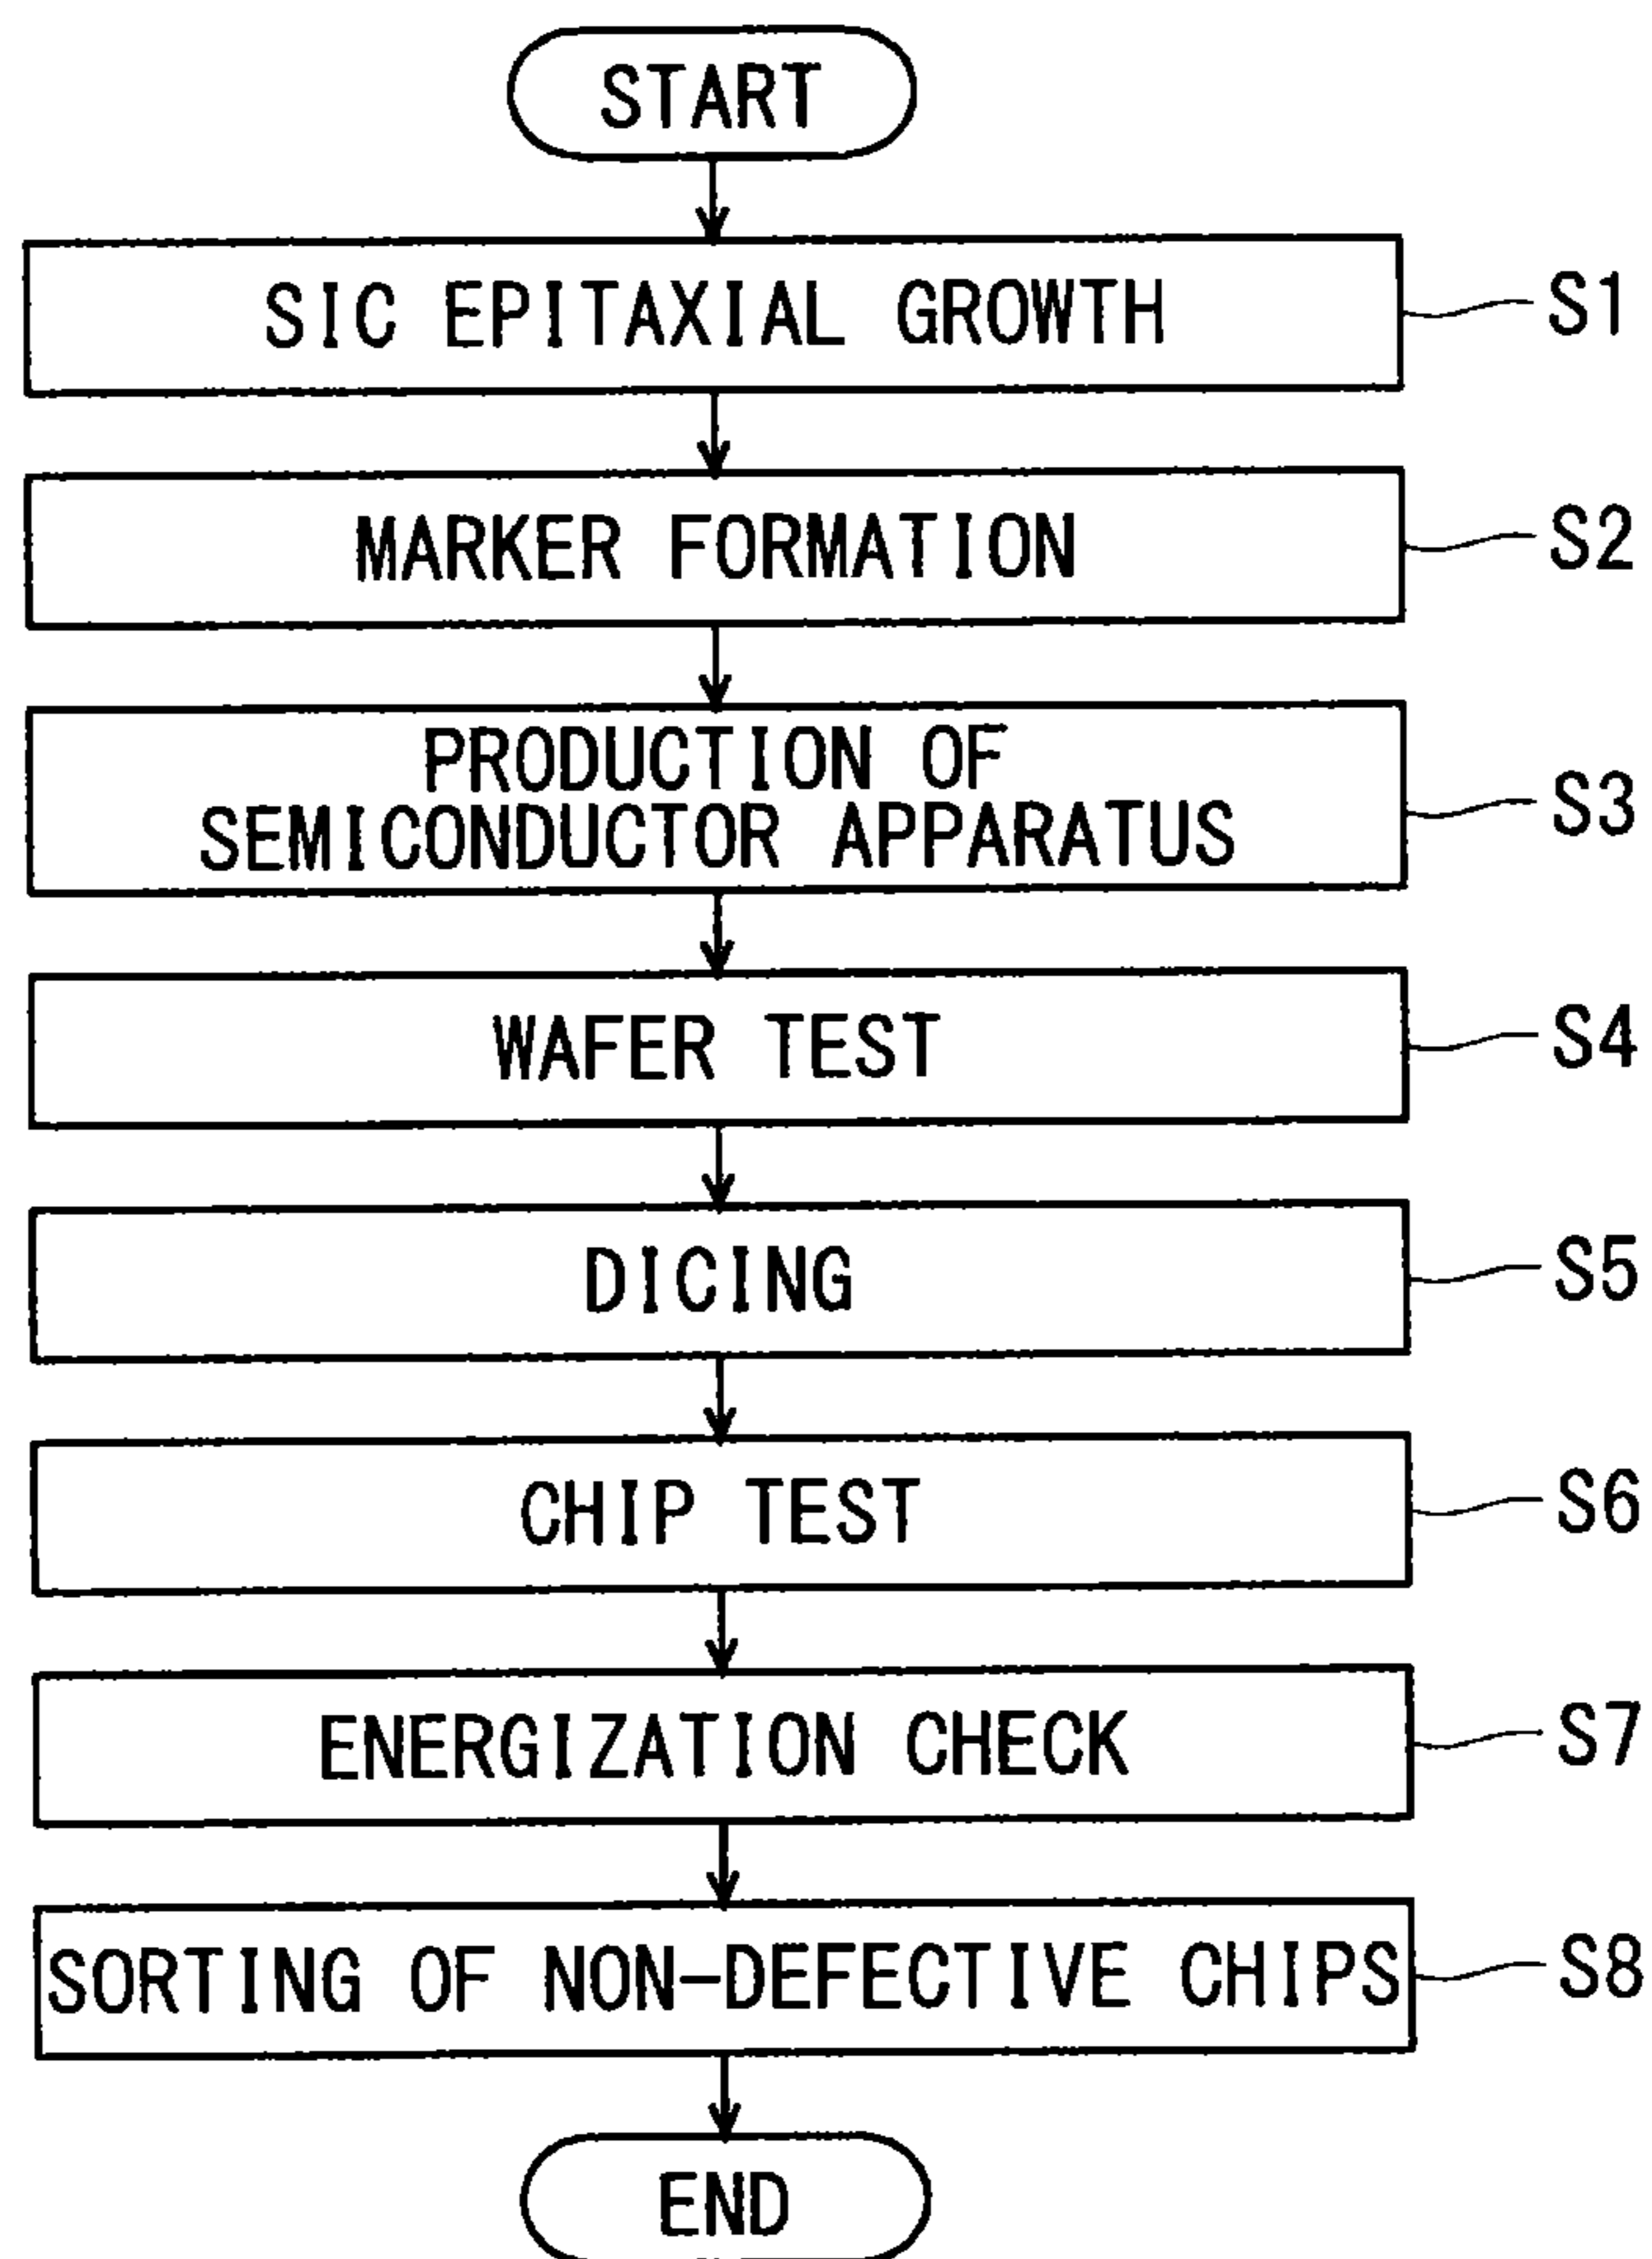 START
SIC EPITAXIAL GROWTH
S1
MARKER FORMATION
S2
PRODUCTION OF
SEMICONDUCTOR APPARATUS
S3
WAFER TEST
S4
DICING
S5
CHIP TEST
S6
ENERGIZATION CHECK
S7
SORTING OF NON-DEFECTIVE CHIPS
S8
END